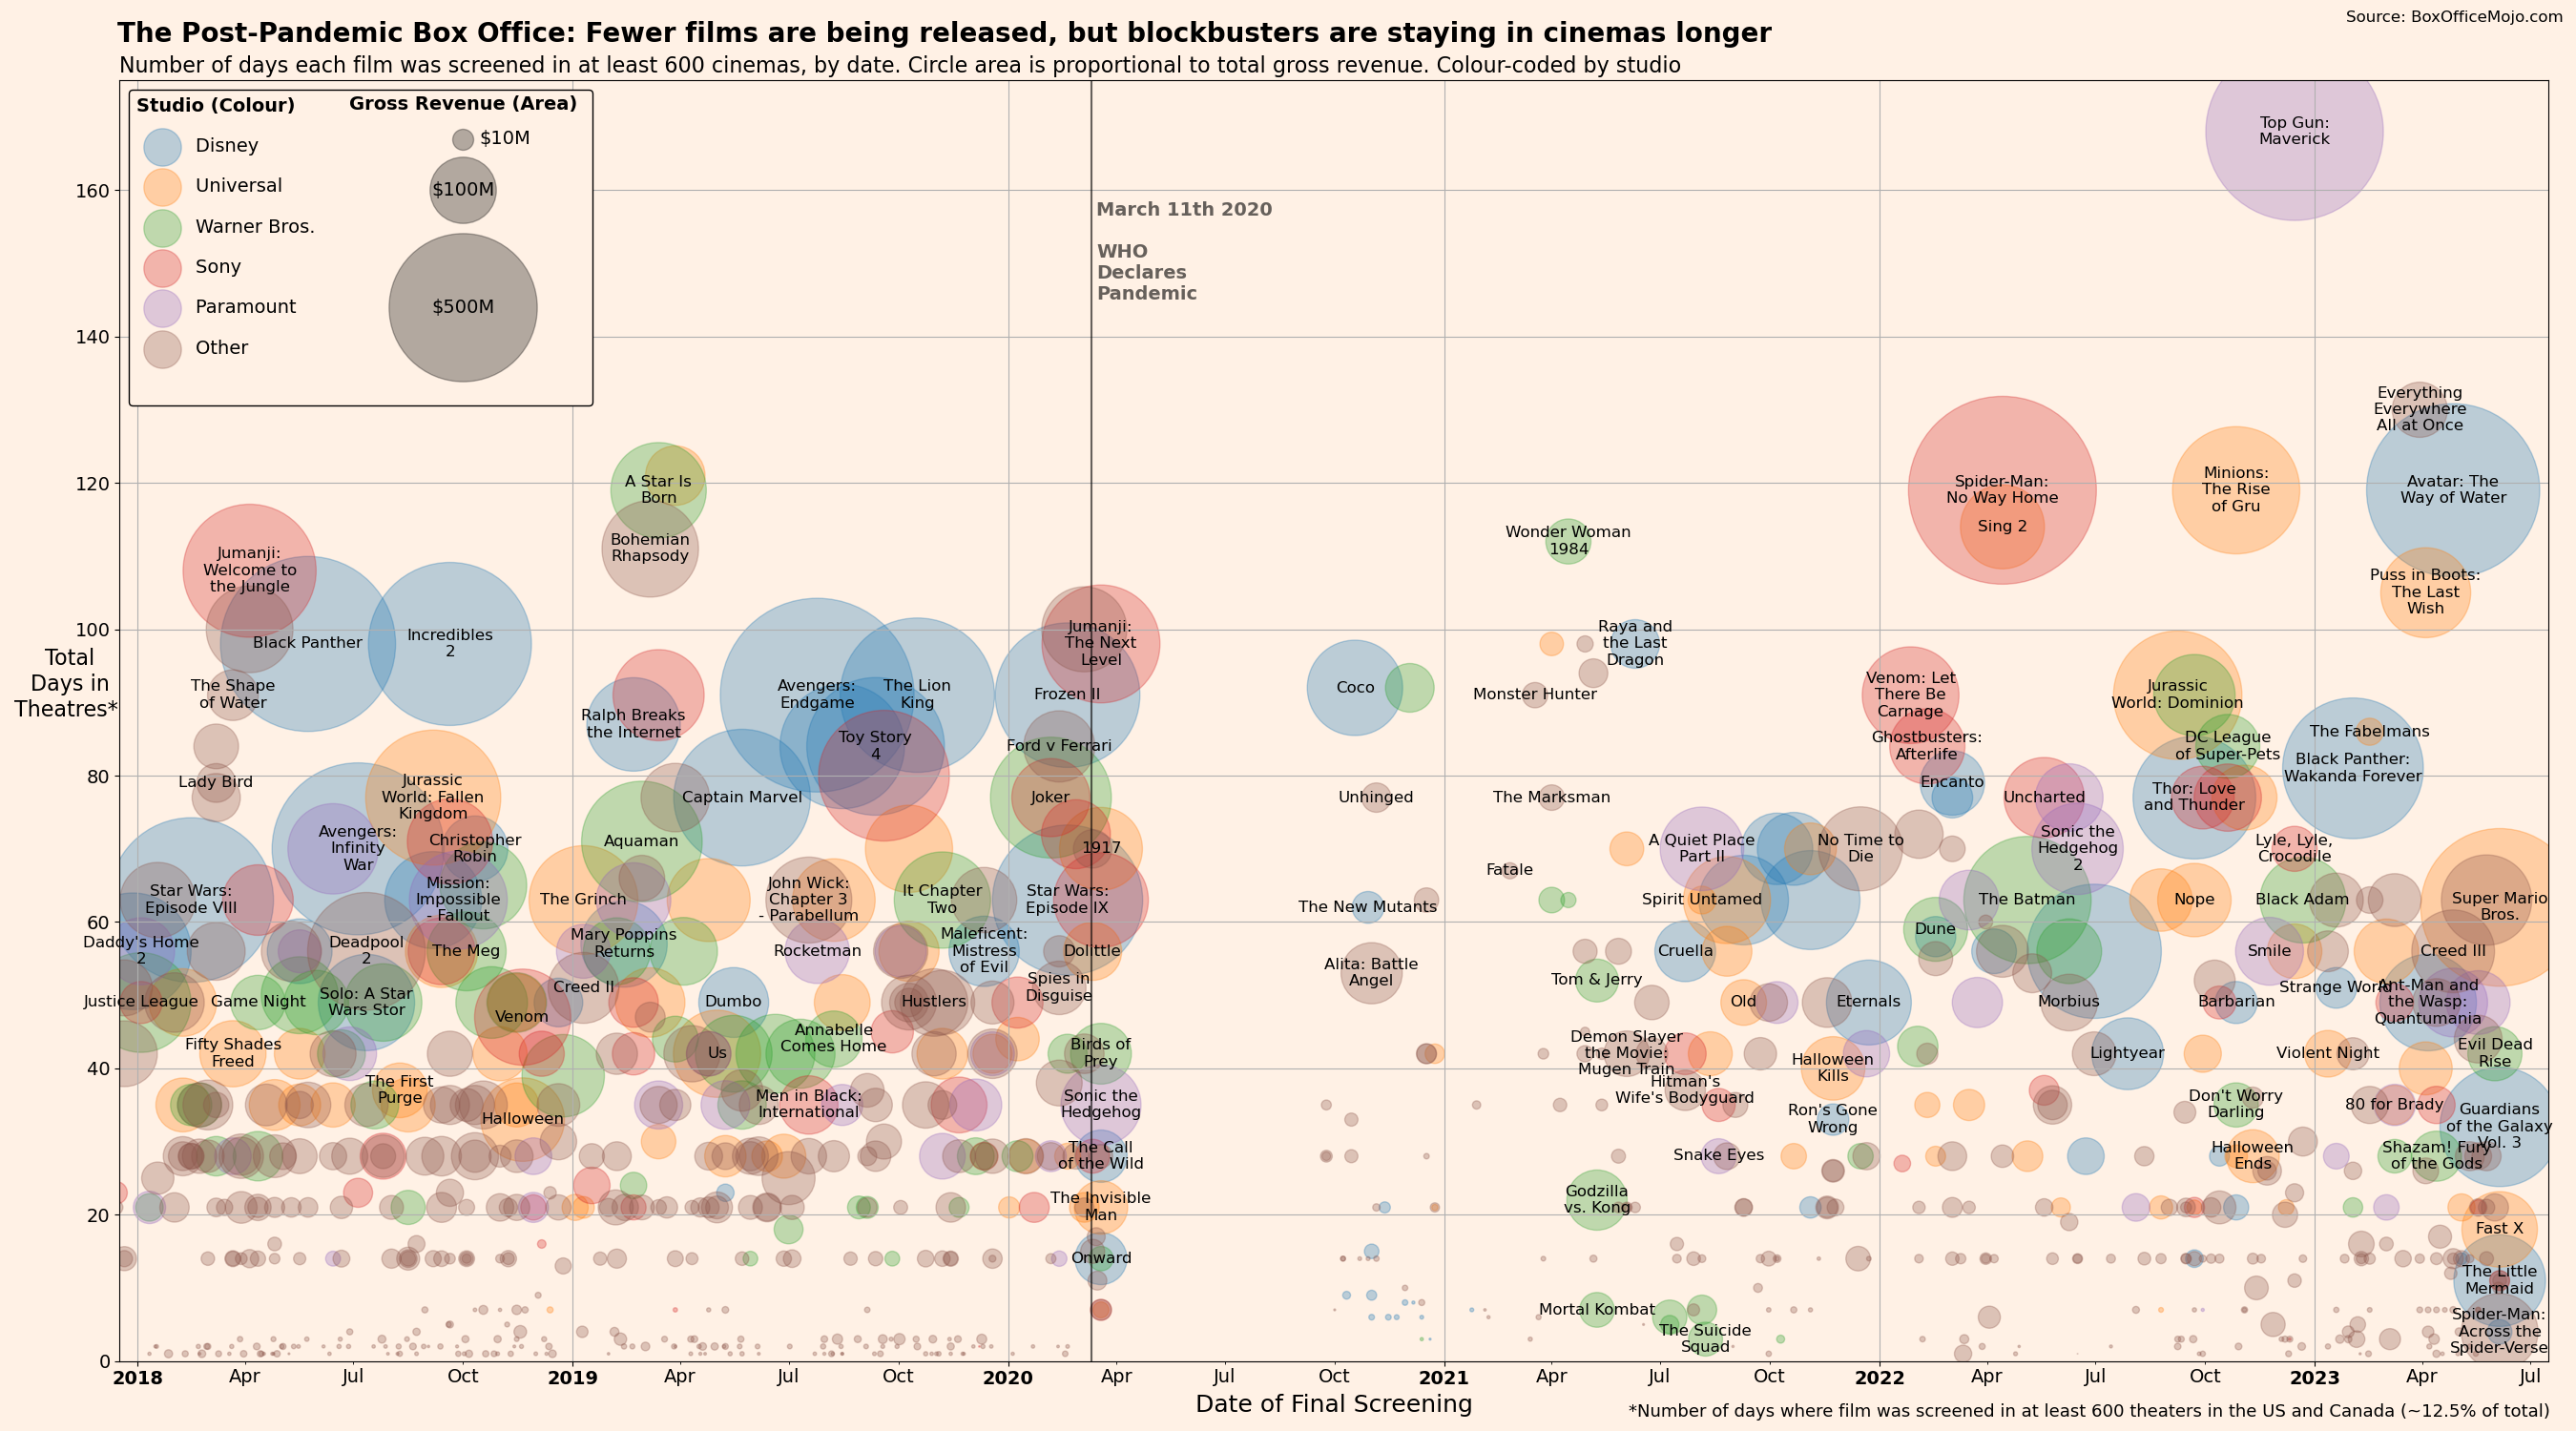 Source: BoxOfficeMojo.com
The Post-Pandemic Box Office: Fewer films are being released, but blockbusters are staying in cinemas longer
Number of days each film was screened in at least 600 cinemas, by date. Circle area is proportional to total gross revenue. Colour-coded by studio
Studio (Colour)
Disney
Universal
Warner Bros.
Sony
Paramount
Other
Gross Revenue (Area)
$10M
$100M
$500M
March 11th 2020
WHO
Declares
Pandemic
Total
Days in
Theatres*
160
140
120
100
80
60
40
20
0
Top Gun:
Maverick
Everything
Everywhere
All at Once
Avatar: The
Way of Water
Minions:
The Rise
of Gru
Spider-Man:
No Way Home
Sing 2
Puss in Boots:
The Last
Wish
A Star Is
Born
Bohemian
Rhapsody
Wonder Woman
1984
Jumanji:
Welcome to
the Jungle
Black Panther
Incredibles
2
The Shape
of Water
Lady Bird
Jurassic
World: Fallen
Kingdom
Avengers:
Infinity
War
Christopher
Robin
Mission:
Impossible
- Fallout
Star Wars:
Episode VIII
Daddy's Home
2
Deadpool
2
The Meg
Justice League
Game Night
Solo: A Star
Wars Stor
Fifty Shades
Freed
The First
Purge
Venom
Halloween
Ralph Breaks
the Internet
Captain Marvel
Aquaman
The Grinch
Mary Poppins
Returns
Creed II
Avengers:
Endgame
The Lion
King
Toy Story
4
John Wick:
Chapter 3
- Parabellum
Rocketman
Dumbo
Us
Annabelle
Comes Home
Men in Black:
International
It Chapter
Two
Maleficent:
Mistress
of Evil
Hustlers
Spies in
Disguise
Jumanji:
The Next
Level
Frozen II
Ford v Ferrari
Joker
1917
Star Wars:
Episode IX
Dolittle
Birds of
Prey
Sonic the
Hedgehog
The Call
of the Wild
The Invisible
Man
Onward
Coco
Unhinged
The New Mutants
Alita: Battle
Angel
Monster Hunter
Raya and
the Last
Dragon
The Marksman
Fatale
Tom & Jerry
Demon Slayer
the Movie:
Mugen Train
Hitman's
Wife's Bodyguard
Godzilla
vs. Kong
Mortal Kombat
The Suicide
Squad
A Quiet Place
Part II
Spirit Untamed
Cruella
Old
Snake Eyes
No Time to
Die
Eternals
Halloween
Kills
Ron's Gone
Wrong
Venom: Let
There Be
Carnage
Ghostbusters:
Afterlife
Encanto
Dune
Uncharted
Sonic the
Hedgehog
2
The Batman
Morbius
Lightyear
Jurassic
World: Dominion
DC League
of Super-Pets
Thor: Love
and Thunder
Nope
Lyle, Lyle,
Crocodile
Black Adam
Smile
Barbarian
Don't Worry
Darling
Halloween
Ends
The Fabelmans
Black Panther:
Wakanda Forever
Strange World
Violent Night
80 for Brady
Super Mario
Bros.
Creed III
Ant-Man and
the Wasp:
Quantumania
Evil Dead
Rise
Guardians
of the Galaxy
Vol. 3
Shazam! Fury
of the Gods
Fast X
The Little
Mermaid
Spider-Man:
Across the
Spider-Verse
2018 Apr Jul Oct 2019 Apr Jul Oct 2020 Apr Jul Oct 2021 Apr Jul Oct 2022 Apr Jul Oct 2023 Apr Jul
Date of Final Screening
*Number of days where film was screened in at least 600 theaters in the US and Canada (~12.5% of total)